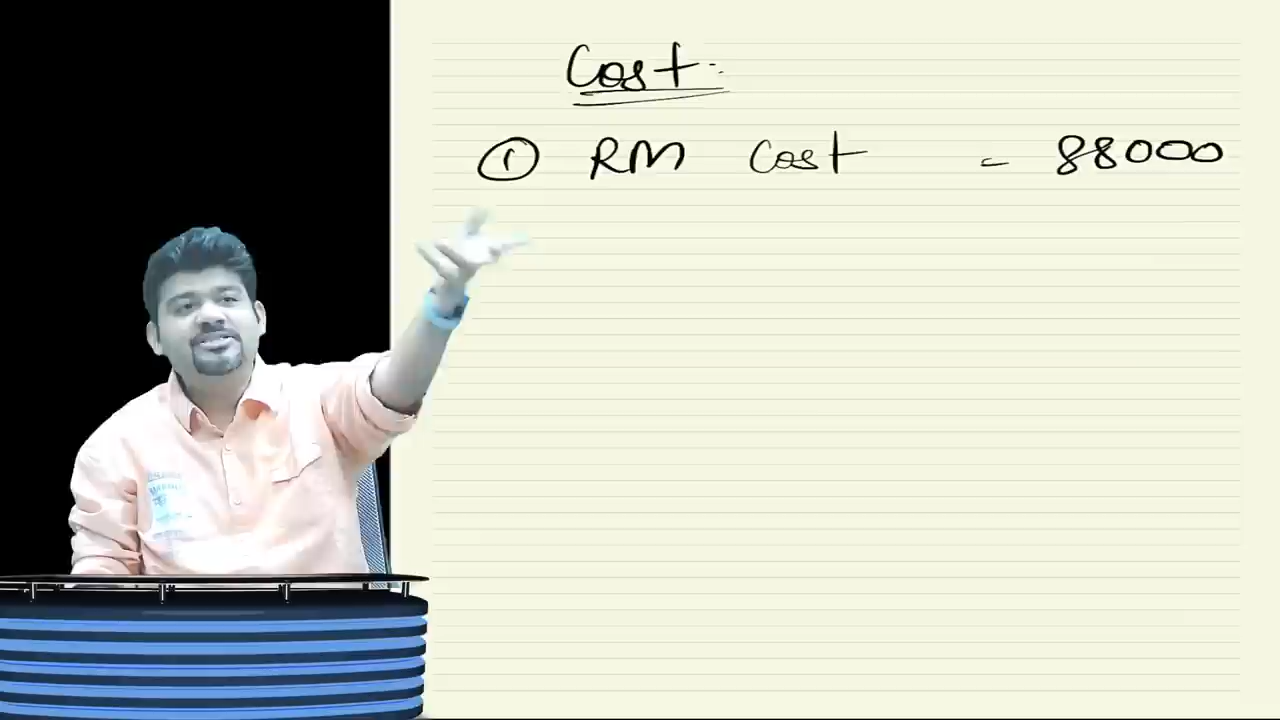 Cost:-
① RM Cost = 88000